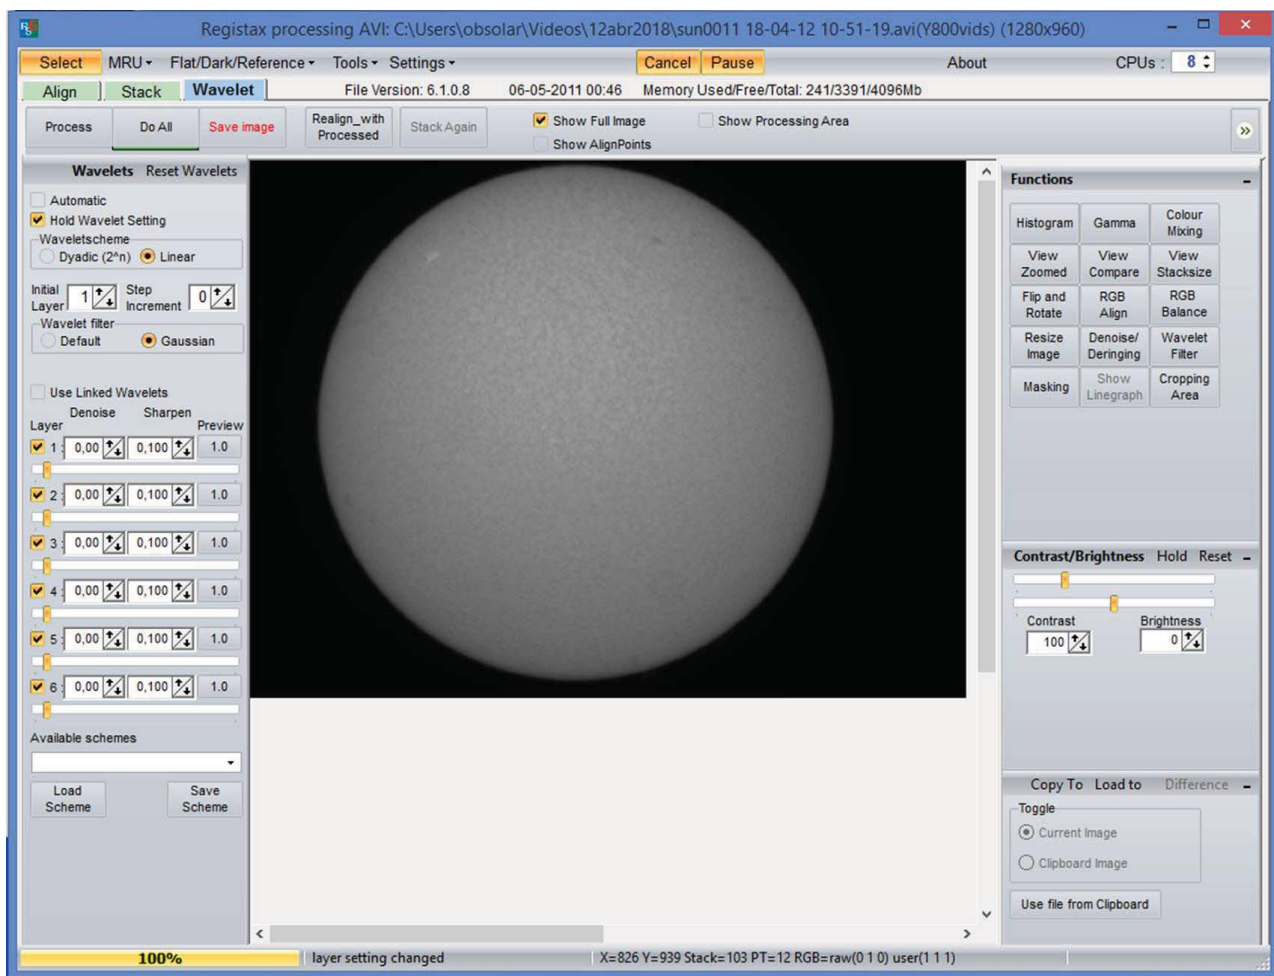 Registax processing AVI: C:\Users\obsolar\Videos\12abr2018\sun0011 18-04-12 10-51-19.avi(Y800vids) (1280x960)
Select MRU Flat/Dark/Reference Tools Settings Cancel Pause About CPUs : 8
Align Stack Wavelet File Version: 6.1.0.8 06-05-2011 00:46 Memory Used/Free/Total: 241/3391/4096Mb
Process Do All Save image Realign_with Processed Stack Again Show Full Image Show Processing Area
Show AlignPoints
Wavelets Reset Wavelets
Automatic
Hold Wavelet Setting
Waveletscheme
Dyadic (2^n) Linear
Initial Layer 1 Step Increment 0
Wavelet filter
Default Gaussian
Use Linked Wavelets
Denoise Sharpen
Layer Preview
1 : 0,00 0,100 1.0
2 : 0,00 0,100 1.0
3 : 0,00 0,100 1.0
4 : 0,00 0,100 1.0
5 : 0,00 0,100 1.0
6 : 0,00 0,100 1.0
Available schemes
Load Scheme Save Scheme
Functions
Histogram Gamma Colour Mixing
View Zoomed View Compare View Stacksize
Flip and Rotate RGB Align RGB Balance
Resize Image Denoise/ Deringing Wavelet Filter
Masking Show Linegraph Cropping Area
Contrast/Brightness Hold Reset
Contrast Brightness
100 0
Copy To Load to Difference
Toggle
Current Image
Clipboard Image
Use file from Clipboard
100% layer setting changed X=826 Y=939 Stack=103 PT=12 RGB=raw(0 1 0) user(1 1 1)